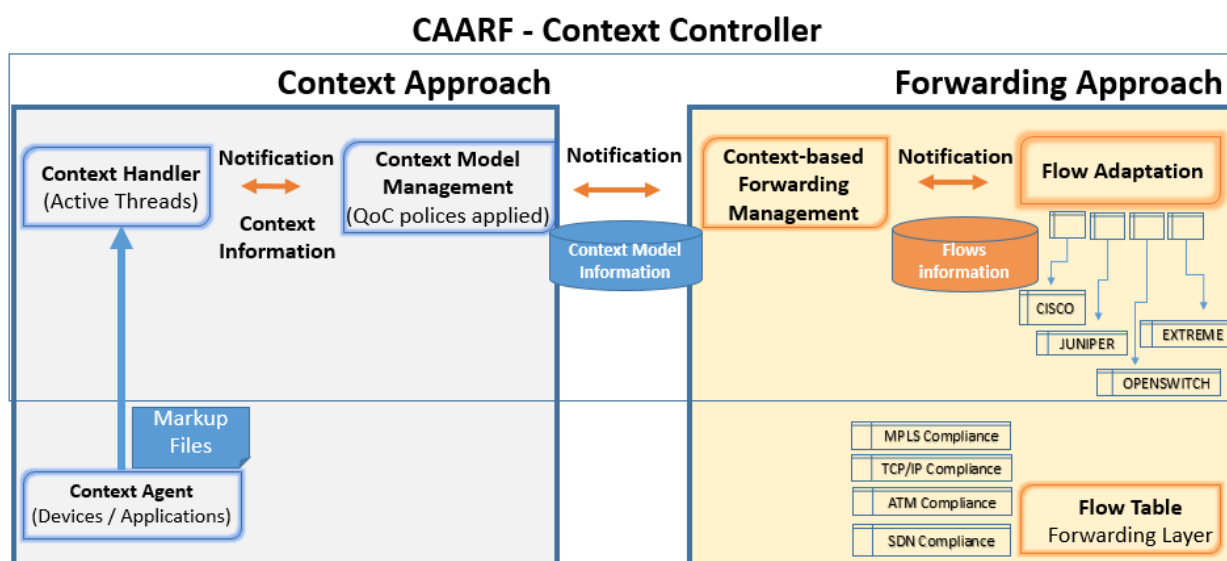 CAARF - Context Controller
Context Approach
Forwarding Approach
Context Handler
(Active Threads)
Notification
Context
Information
Context Model
Management
(QoC polices applied)
Notification
Context Model
Information
Context-based
Forwarding
Management
Notification
Flows
information
Flow Adaptation
CISCO
JUNIPER
EXTREME
OPENSWITCH
Markup
Files
Context Agent
(Devices / Applications)
MPLS Compliance
TCP/IP Compliance
ATM Compliance
SDN Compliance
Flow Table
Forwarding Layer